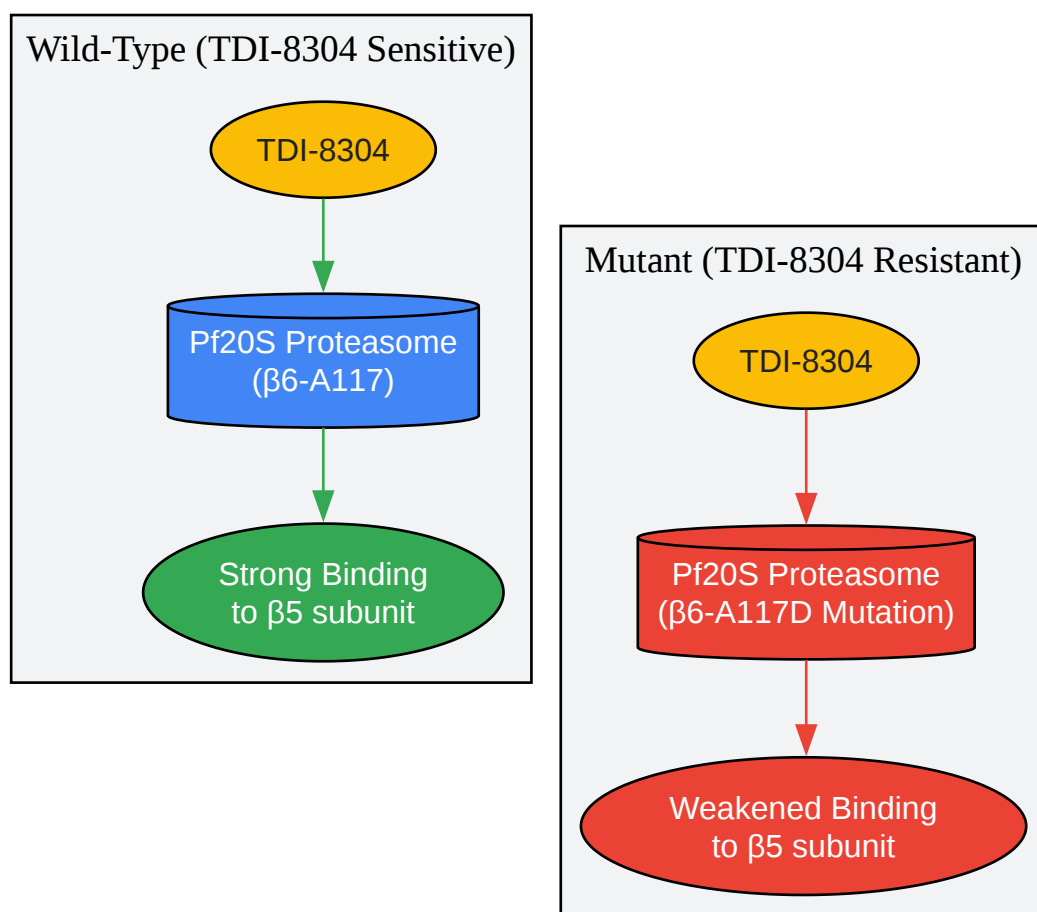 Wild-Type (TDI-8304 Sensitive)
TDI-8304
Pf20S Proteasome
(β6-A117)
Strong Binding
to β5 subunit
Mutant (TDI-8304 Resistant)
TDI-8304
Pf20S Proteasome
(β6-A117D Mutation)
Weakened Binding
to β5 subunit